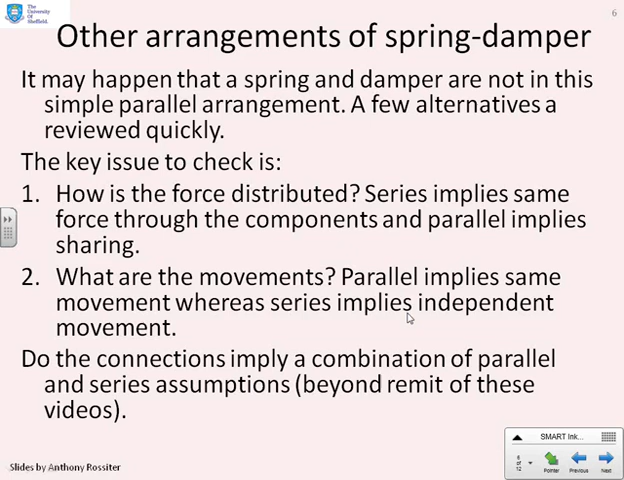 The
University
Of
Sheffield.
6
Other arrangements of spring-damper
It may happen that a spring and damper are not in this
simple parallel arrangement. A few alternatives a
reviewed quickly.
The key issue to check is:
1. How is the force distributed? Series implies same
force through the components and parallel implies
sharing.
2. What are the movements? Parallel implies same
movement whereas series implies independent
movement.
Do the connections imply a combination of parallel
and series assumptions (beyond remit of these
videos).
Slides by Anthony Rossiter
SMART Ink...
6
of
12
Pointer Previous Next